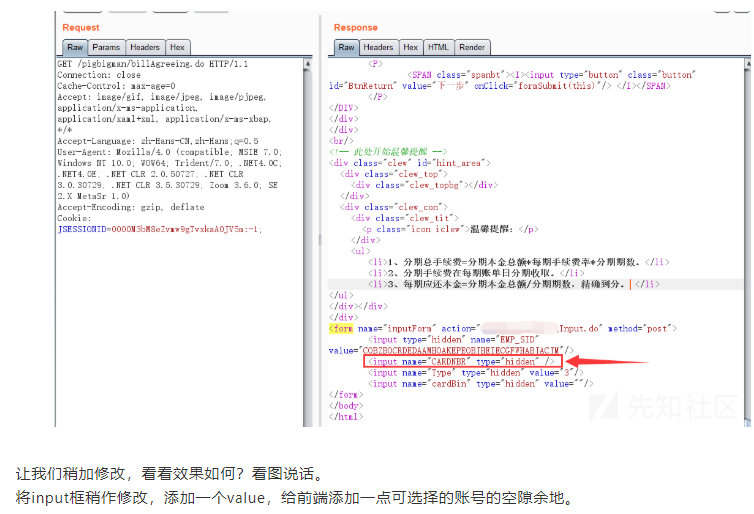 Request
Response
Raw Params Headers Hex
Raw Headers Hex HTML Render
GET /pigbigman/billAgreeing.do HTTP/1.1
Connection: close
Cache-Control: max-age=0
Accept: image/gif, image/jpeg, image/pjpeg,
application/x-ms-application,
application/xaml+xml, application/x-ms-xbap,
*/*
Accept-Language: zh-Hans-CN,zh-Hans;q=0.5
User-Agent: Mozilla/4.0 (compatible; MSIE 7.0;
Windows NT 10.0; WOW64; Trident/7.0; .NET4.0C;
.NET4.0E; .NET CLR 2.0.50727; .NET CLR
3.0.30729; .NET CLR 3.5.30729; Zoom 3.6.0; SE
2.X MetaSr 1.0)
Accept-Encoding: gzip, deflate
Cookie:
<P>
<SPAN class="spanbt"><I><input type="button" class="button"
id="BtnReturn" value="下一步" onClick="formSubmit(this)"/> </I></SPAN>
</P>
</DIV>
</div>
</div>
<br/>
<!-- 此处开始温馨提醒 -->
<div class="clew" id="hint_area">
<div class="clew_top">
<div class="clew_topbg"></div>
</div>
<div class="clew_con">
<div class="clew_tit">
<p class="icon iclew">温馨提醒：</p>
</div>
<ul>
<li>1、分期总手续费=分期本金总额*每期手续费率*分期期数。</li>
<li>2、分期手续费在每期账单日分期收取。</li>
<li>3、每期应还本金=分期本金总额/分期期数，精确到分。 </li>
</ul>
</div></div>
</div>
<form name="inputForm" action=" Input.do" method="post">
<input type="hidden" name="EMP_SID"
<input name="CARDNBR" type="hidden" />
<input name="Type" type="hidden" value="3"/>
<input name="cardBin" type="hidden" value=""/>
</form>
</body>
</html>
先知社区
让我们稍加修改，看看效果如何？看图说话。
将input框稍作修改，添加一个value，给前端添加一点可选择的账号的空隙余地。